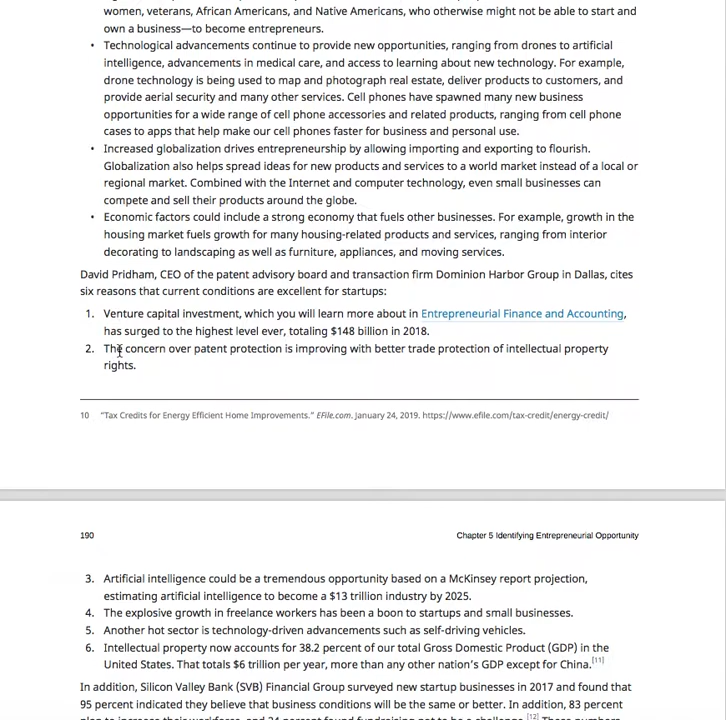 women, veterans, African Americans, and Native Americans, who otherwise might not be able to start and
own a business—to become entrepreneurs.
• Technological advancements continue to provide new opportunities, ranging from drones to artificial
intelligence, advancements in medical care, and access to learning about new technology. For example,
drone technology is being used to map and photograph real estate, deliver products to customers, and
provide aerial security and many other services. Cell phones have spawned many new business
opportunities for a wide range of cell phone accessories and related products, ranging from cell phone
cases to apps that help make our cell phones faster for business and personal use.
• Increased globalization drives entrepreneurship by allowing importing and exporting to flourish.
Globalization also helps spread ideas for new products and services to a world market instead of a local or
regional market. Combined with the Internet and computer technology, even small businesses can
compete and sell their products around the globe.
• Economic factors could include a strong economy that fuels other businesses. For example, growth in the
housing market fuels growth for many housing-related products and services, ranging from interior
decorating to landscaping as well as furniture, appliances, and moving services.
David Pridham, CEO of the patent advisory board and transaction firm Dominion Harbor Group in Dallas, cites
six reasons that current conditions are excellent for startups:
1. Venture capital investment, which you will learn more about in Entrepreneurial Finance and Accounting,
has surged to the highest level ever, totaling $148 billion in 2018.
2. The concern over patent protection is improving with better trade protection of intellectual property
rights.
10 “Tax Credits for Energy Efficient Home Improvements.” EFile.com. January 24, 2019. https://www.efile.com/tax-credit/energy-credit/
190 Chapter 5 Identifying Entrepreneurial Opportunity
3. Artificial intelligence could be a tremendous opportunity based on a McKinsey report projection,
estimating artificial intelligence to become a $13 trillion industry by 2025.
4. The explosive growth in freelance workers has been a boon to startups and small businesses.
5. Another hot sector is technology-driven advancements such as self-driving vehicles.
6. Intellectual property now accounts for 38.2 percent of our total Gross Domestic Product (GDP) in the
United States. That totals $6 trillion per year, more than any other nation’s GDP except for China.[11]
In addition, Silicon Valley Bank (SVB) Financial Group surveyed new startup businesses in 2017 and found that
95 percent indicated they believe that business conditions will be the same or better. In addition, 83 percent
[12]